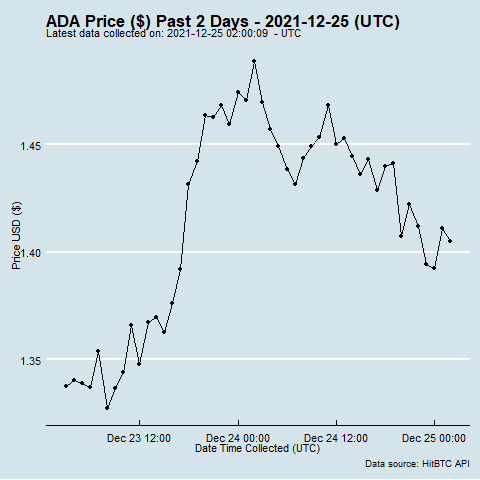 ADA Price ($) Past 2 Days - 2021-12-25 (UTC)
Latest data collected on: 2021-12-25 02:00:09 - UTC
1.45
1.40
1.35
Price USD ($)
Dec 23 12:00
Dec 24 00:00
Dec 24 12:00
Dec 25 00:00
Date Time Collected (UTC)
Data source: HitBTC API